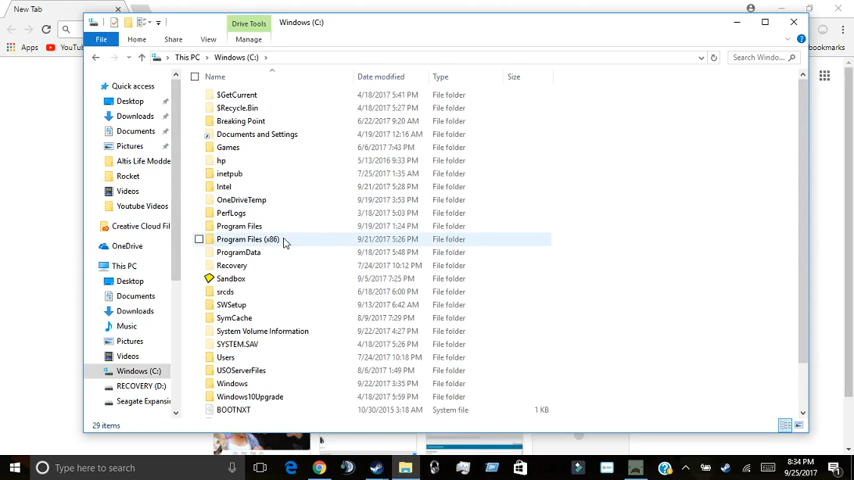 New Tab
Drive Tools
Windows (C:)
File
Home
Share
View
Manage
This PC
Windows (C:)
Search Windo...
Apps
YouTu
ookmarks
Name
Date modified
Type
Size
Quick access
Desktop
Downloads
Documents
Pictures
Altis Life Modde
Rocket
Videos
Youtube Videos
Creative Cloud Fil
OneDrive
This PC
Desktop
Documents
Downloads
Music
Pictures
Videos
Windows (C:)
RECOVERY (D:)
Seagate Expansi
$GetCurrent 4/18/2017 5:41 PM File folder
$Recycle.Bin 4/18/2017 5:27 PM File folder
Breaking Point 6/22/2017 9:20 AM File folder
Documents and Settings 4/19/2017 12:16 AM File folder
Games 6/6/2017 7:43 PM File folder
hp 5/13/2016 9:33 PM File folder
inetpub 7/25/2017 1:35 AM File folder
Intel 9/21/2017 5:28 PM File folder
OneDriveTemp 9/19/2017 3:53 PM File folder
PerfLogs 3/18/2017 5:03 PM File folder
Program Files 9/19/2017 1:24 PM File folder
Program Files (x86) 9/21/2017 5:26 PM File folder
ProgramData 9/18/2017 5:48 PM File folder
Recovery 7/24/2017 10:12 PM File folder
Sandbox 9/5/2017 7:25 PM File folder
srcds 6/18/2017 6:00 PM File folder
SWSetup 9/13/2017 6:42 AM File folder
SymCache 8/9/2017 7:29 PM File folder
System Volume Information 9/22/2017 4:27 PM File folder
SYSTEM.SAV 4/18/2017 5:26 PM File folder
Users 7/24/2017 10:18 PM File folder
USOServerFiles 8/6/2017 1:49 PM File folder
Windows 9/22/2017 3:35 PM File folder
Windows10Upgrade 4/18/2017 5:59 PM File folder
BOOTNXT 10/30/2015 3:18 AM System file 1 KB
29 items
Type here to search
8:34 PM
9/25/2017